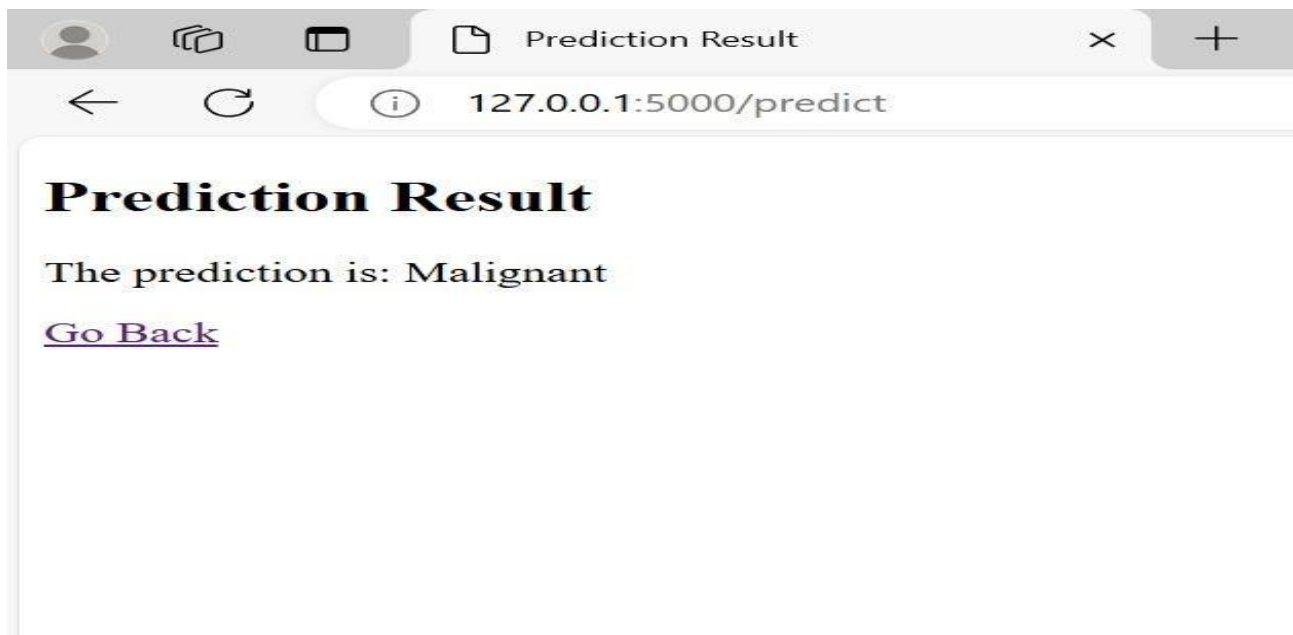 Prediction Result
127.0.0.1:5000/predict
Prediction Result
The prediction is: Malignant
Go Back